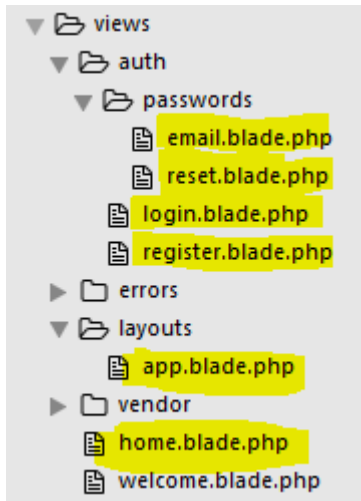 views
auth
passwords
email.blade.php
reset.blade.php
login.blade.php
register.blade.php
errors
layouts
app.blade.php
vendor
home.blade.php
welcome.blade.php